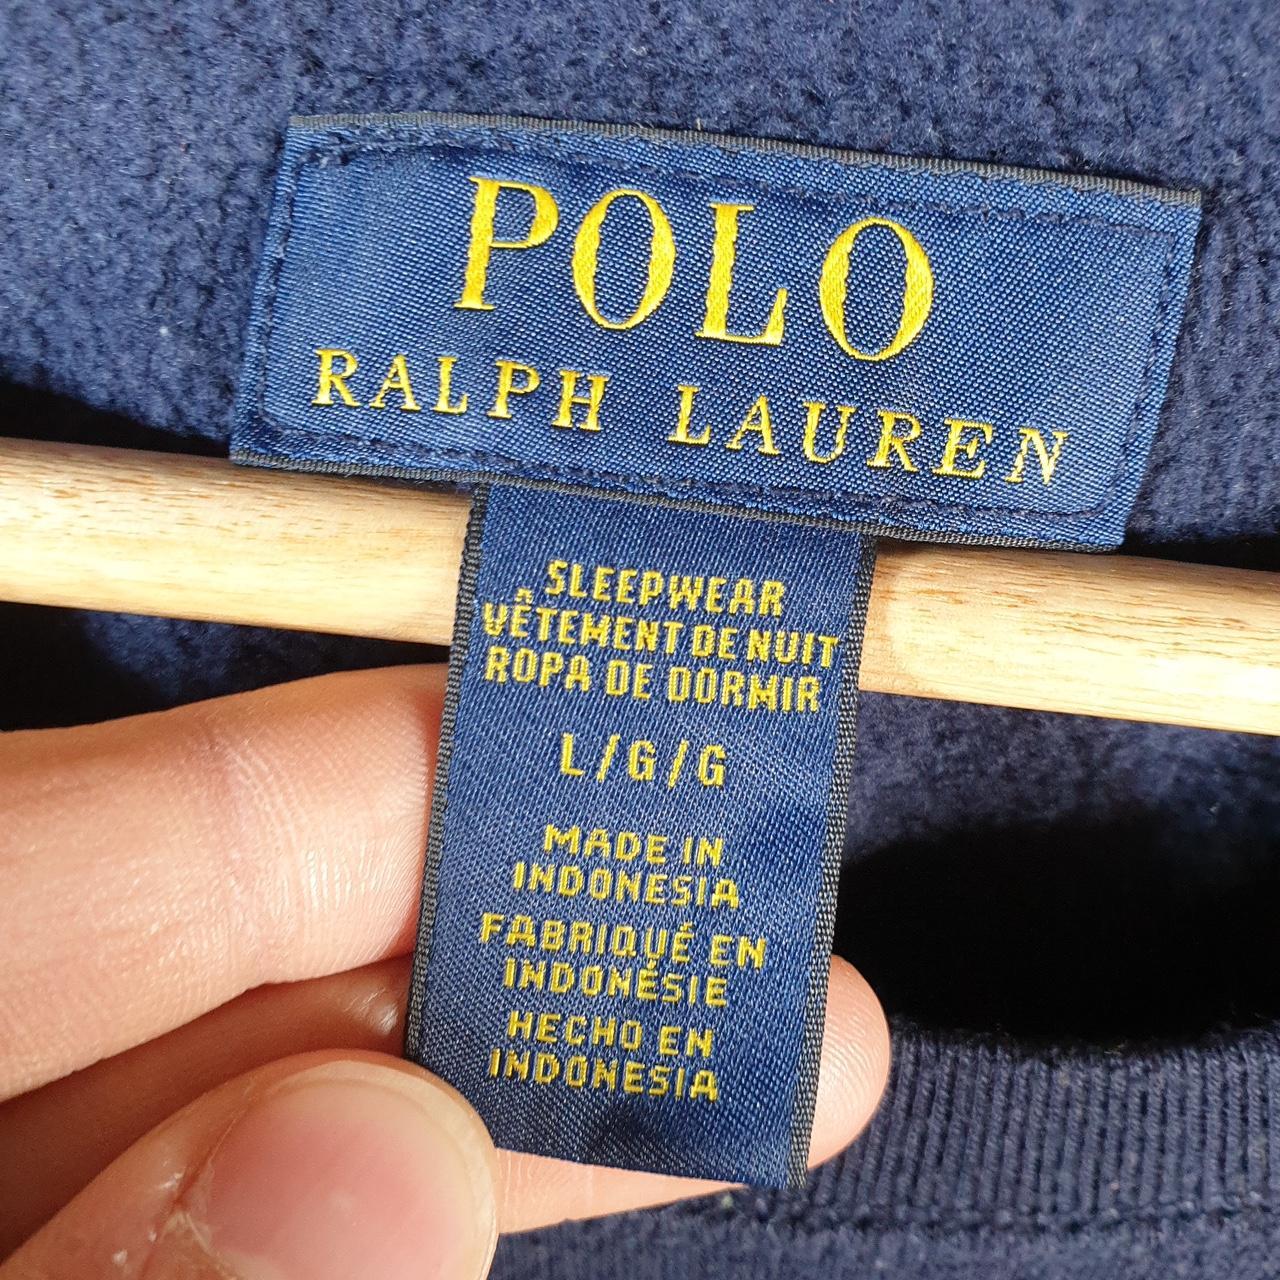 POLO
RALPH LAUREN
SLEEPWEAR
VÊTEMENT DE NUIT
ROPA DE DORMIR
L/G/G
MADE IN
INDONESIA
FABRIQUÉ EN
INDONÉSIE
HECHO EN
INDONESIA